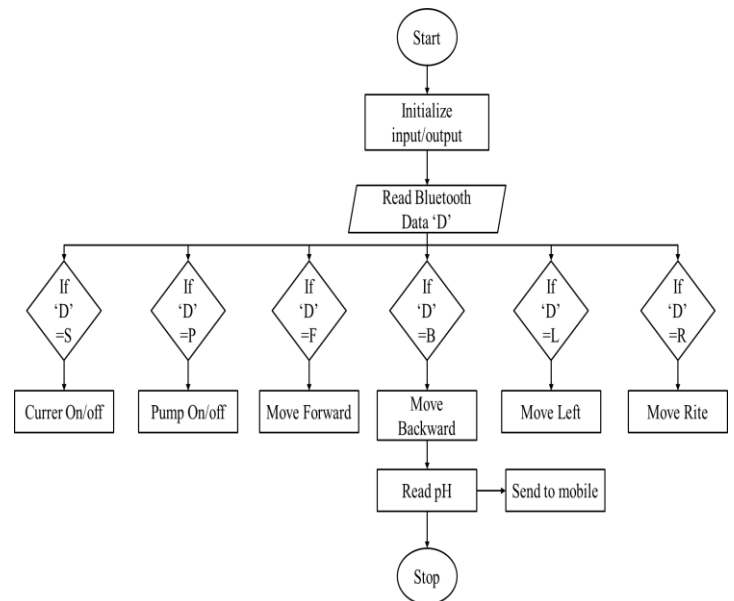 Start
Initialize
input/output
Read Bluetooth
Data ‘D’
If
‘D’
=S
If
‘D’
=P
If
‘D’
=F
If
‘D’
=B
If
‘D’
=L
If
‘D’
=R
Currer On/off
Pump On/off
Move Forward
Move
Backward
Move Left
Move Rite
Read pH
Send to mobile
Stop